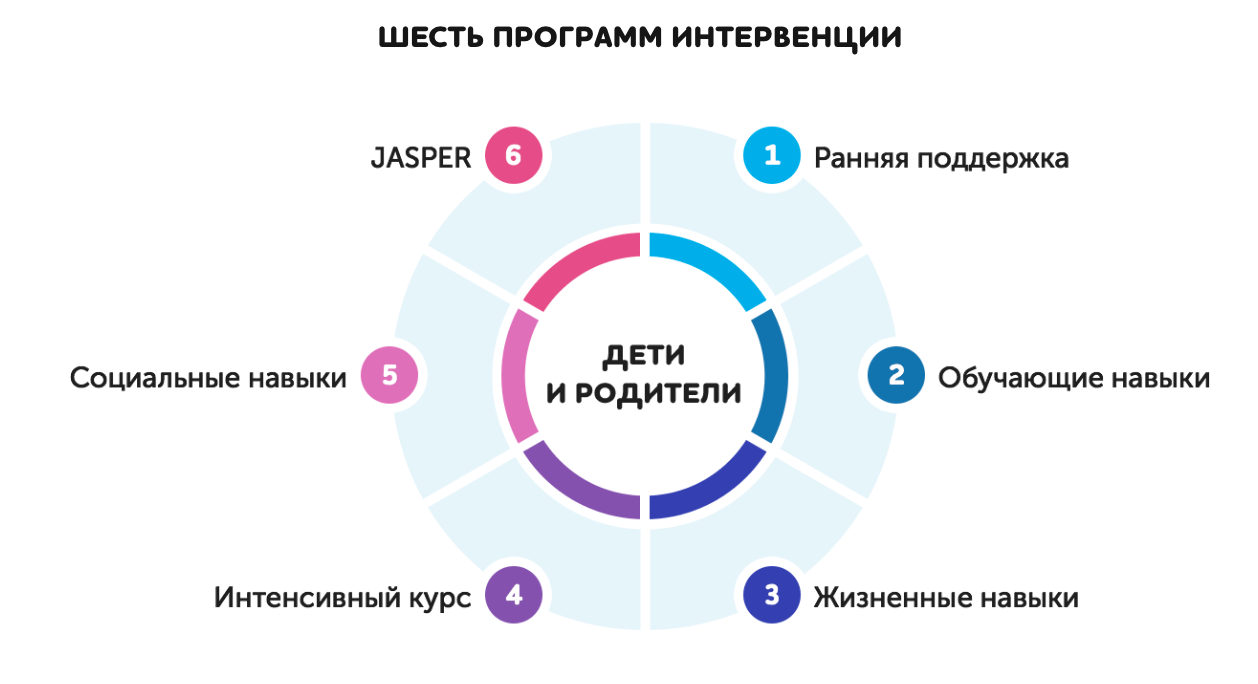 ШЕСТЬ ПРОГРАММ ИНТЕРВЕНЦИИ
JASPER 6
1 Ранняя поддержка
ДЕТИ
И РОДИТЕЛИ
Социальные навыки 5
2 Обучающие навыки
Интенсивный курс 4
3 Жизненные навыки